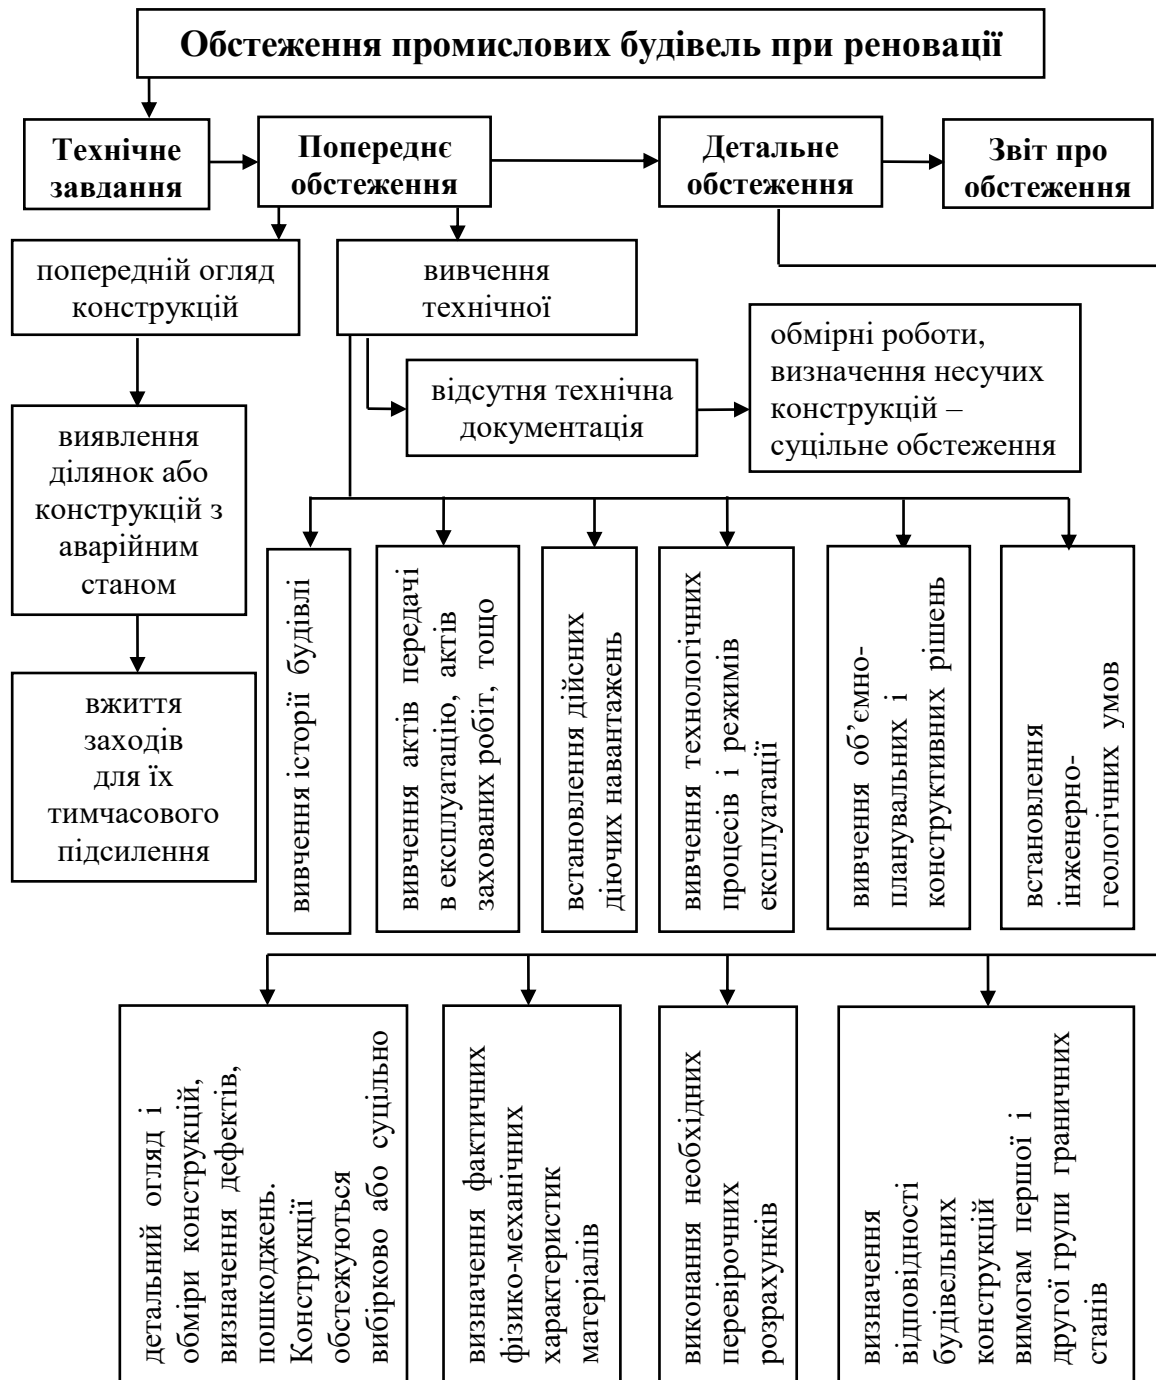 Обстеження промислових будівель при реновації
Технічне
завдання
Попереднє
обстеження
Детальне
обстеження
Звіт про
обстеження
попередній огляд
конструкцій
вивчення
технічної
обмірні роботи,
визначення несучих
конструкцій –
суцільне обстеження
відсутня технічна
документація
виявлення
ділянок або
конструкцій з
аварійним
станом
вжиття
заходів
для їх
тимчасового
підсилення
вивчення історії будівлі
вивчення актів передачі
в експлуатацію, актів
захованих робіт, тощо
встановлення дійсних
діючих навантажень
вивчення технологічних
процесів і режимів
експлуатації
вивчення об’ємно-
планувальних і
конструктивних рішень
встановлення
інженерно-
геологічних умов
детальний огляд і
обміри конструкцій,
визначення дефектів,
пошкоджень.
Конструкції
обстежуються
вибірково або суцільно
визначення фактичних
фізико-механічних
характеристик
матеріалів
виконання необхідних
перевірочних
розрахунків
визначення
відповідності
будівельних
конструкцій
вимогам першої і
другої групи граничних
станів